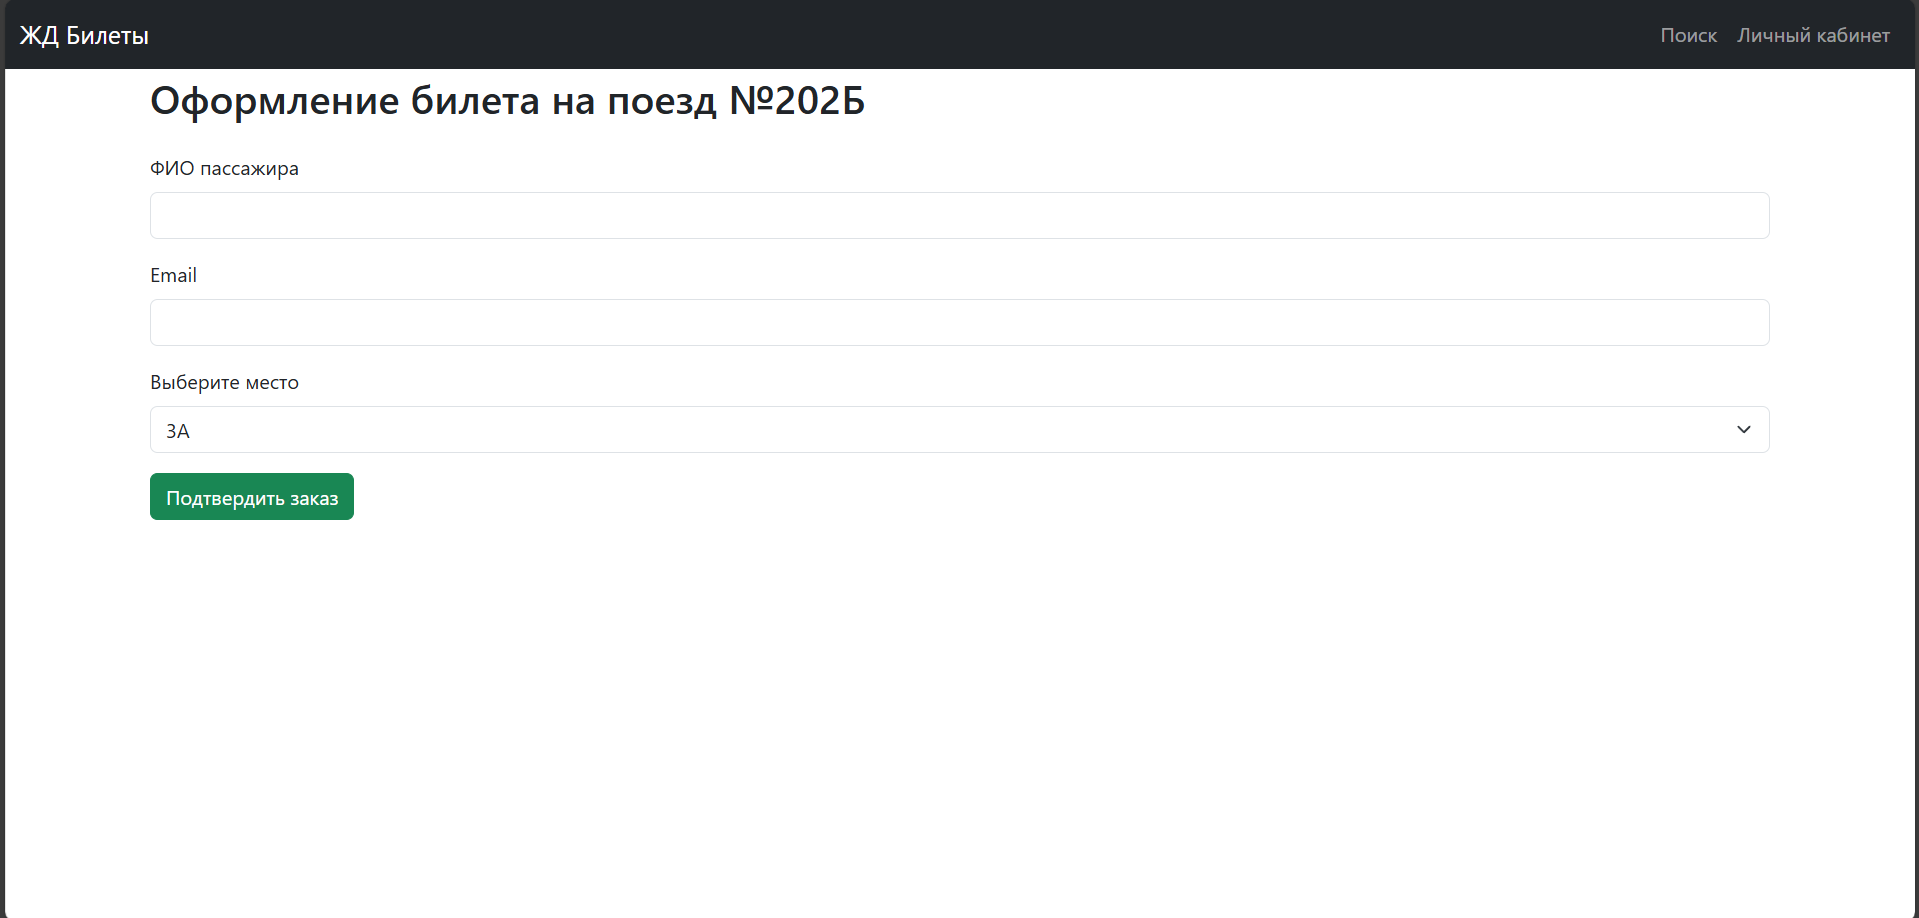 ЖД Билеты
Поиск Личный кабинет
Оформление билета на поезд №202Б
ФИО пассажира
Email
Выберите место
3A
Подтвердить заказ